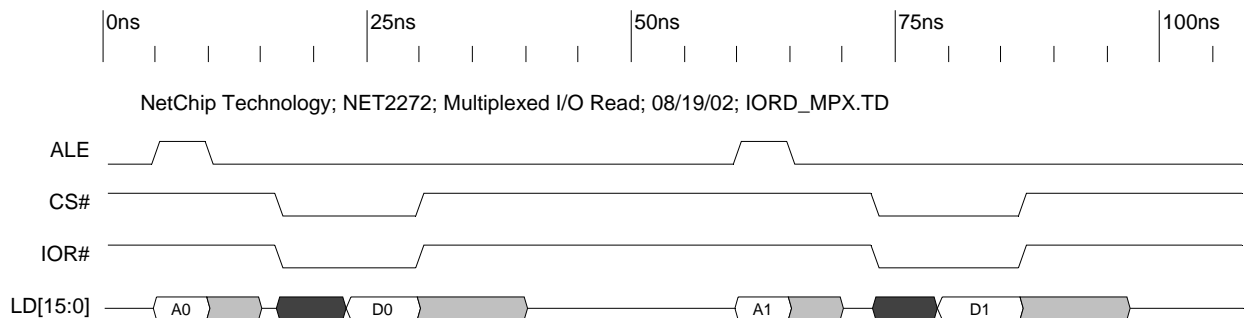 0ns 25ns 50ns 75ns 100ns
NetChip Technology; NET2272; Multiplexed I/O Read; 08/19/02; IORD_MPX.TD
ALE
CS#
IOR#
LD[15:0] A0 D0 A1 D1